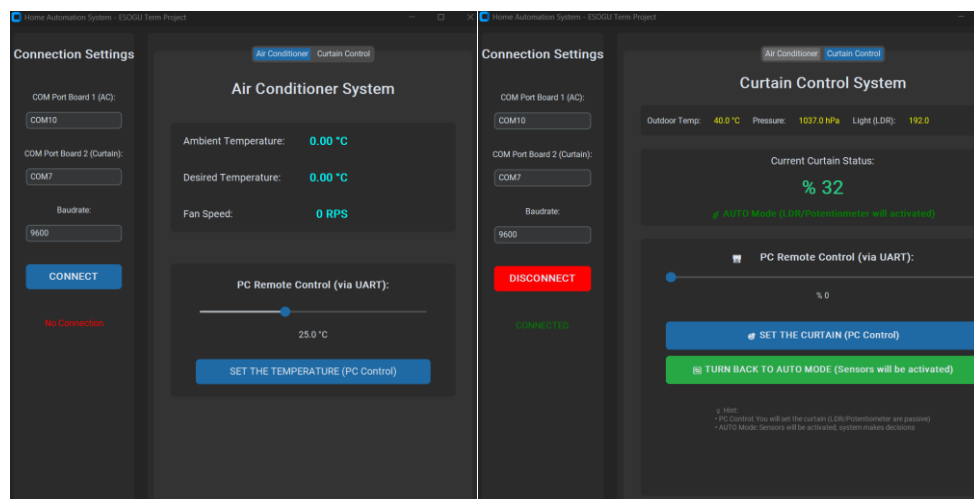 Home Automation System - ESOGU Term Project
Connection Settings
COM Port Board 1 (AC):
COM10
COM Port Board 2 (Curtain):
COM7
Baudrate:
9600
CONNECT
No Connection
Air Conditioner Curtain Control
Air Conditioner System
Ambient Temperature: 0.00 °C
Desired Temperature: 0.00 °C
Fan Speed: 0 RPS
PC Remote Control (via UART):
25.0 °C
SET THE TEMPERATURE (PC Control)
Home Automation System - ESOGU Term Project
Connection Settings
COM Port Board 1 (AC):
COM10
COM Port Board 2 (Curtain):
COM7
Baudrate:
9600
DISCONNECT
CONNECTED
Air Conditioner Curtain Control
Curtain Control System
Outdoor Temp: 40.0 °C Pressure: 1037.0 hPa Light (LDR): 192.0
Current Curtain Status:
% 32
AUTO Mode (LDR/Potentiometer will activated)
PC Remote Control (via UART):
% 0
SET THE CURTAIN (PC Control)
TURN BACK TO AUTO MODE (Sensors will be activated)
Hint:
• PC Control: You will set the curtain (LDR/Potentiometer are passive)
• AUTO Mode: Sensors will be activated, system makes decisions